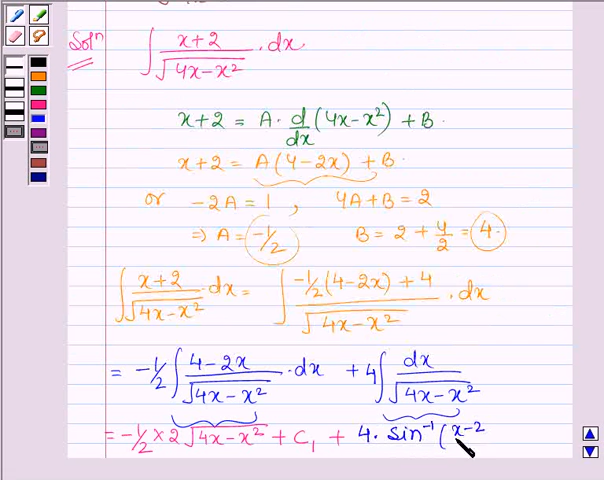 Solⁿ ∫ x+2 / √(4x-x²) . dx
x+2 = A. d/dx (4x-x²) + B.
x+2 = A(4-2x) + B.
or -2A = 1 , 4A+B = 2
⇒ A = -1/2 B = 2 + 4/2 = 4.
∫ x+2 / √(4x-x²) . dx = ∫ -1/2 (4-2x) + 4 / √(4x-x²) . dx
= -1/2 ∫ 4-2x / √(4x-x²) . dx + 4 ∫ dx / √(4x-x²)
= -1/2 × 2 √(4x-x²) + C₁ + 4. sin⁻¹ (x-2